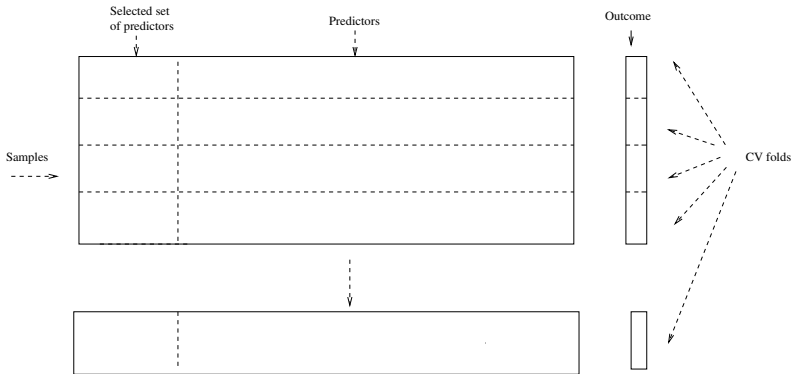 Selected set
of predictors
Predictors
Outcome
Samples
CV folds